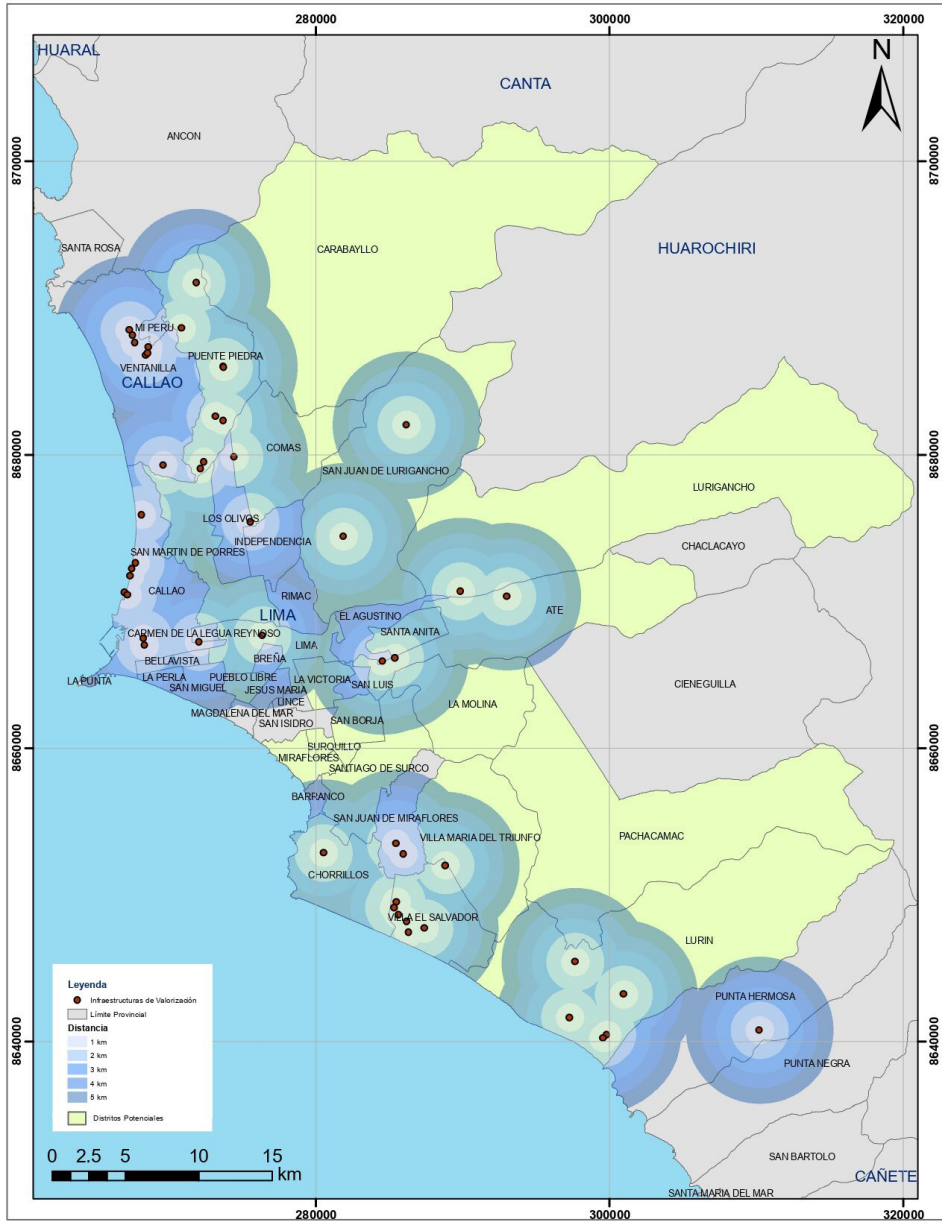 280000
300000
320000
HUARAL
N
CANTA
ANCON
8700000
8700000
SANTA ROSA
CARABAYLLO
HUAROCHIRI
MI PERU
PUENTE PIEDRA
VENTANILLA
CALLAO
COMAS
8680000
8680000
SAN JUAN DE LURIGANCHO
LURIGANCHO
LOS OLIVOS
INDEPENDENCIA
SAN MARTIN DE PORRES
CHACLACAYO
CALLAO
RIMAC
ATE
LIMA
EL AGUSTINO
CARMEN DE LA LEGUA REYNOSO
SANTA ANITA
LIMA
BELLAVISTA
BREÑA
LA PUNTA
LA PERLA
PUEBLO LIBRE
LA VICTORIA
SAN LUIS
CIENEGUILLA
SAN MIGUEL
JESUS MARIA
LINCE
LA MOLINA
MAGDALENA DEL MAR
SAN ISIDRO
SAN BORJA
8660000
8660000
SURQUILLO
MIRAFLORES
SANTIAGO DE SURCO
BARRANCO
SAN JUAN DE MIRAFLORES
VILLA MARIA DEL TRIUNFO
PACHACAMAC
CHORRILLOS
VILLA EL SALVADOR
LURIN
PUNTA HERMOSA
8640000
8640000
PUNTA NEGRA
Leyenda
Infraestructuras de Valorización
Límite Provincial
Distancia
1 km
2 km
3 km
4 km
5 km
Distritos Potenciales
SAN BARTOLO
0 2.5 5 10 15
km
CAÑETE
SANTA MARIA DEL MAR
280000
300000
320000